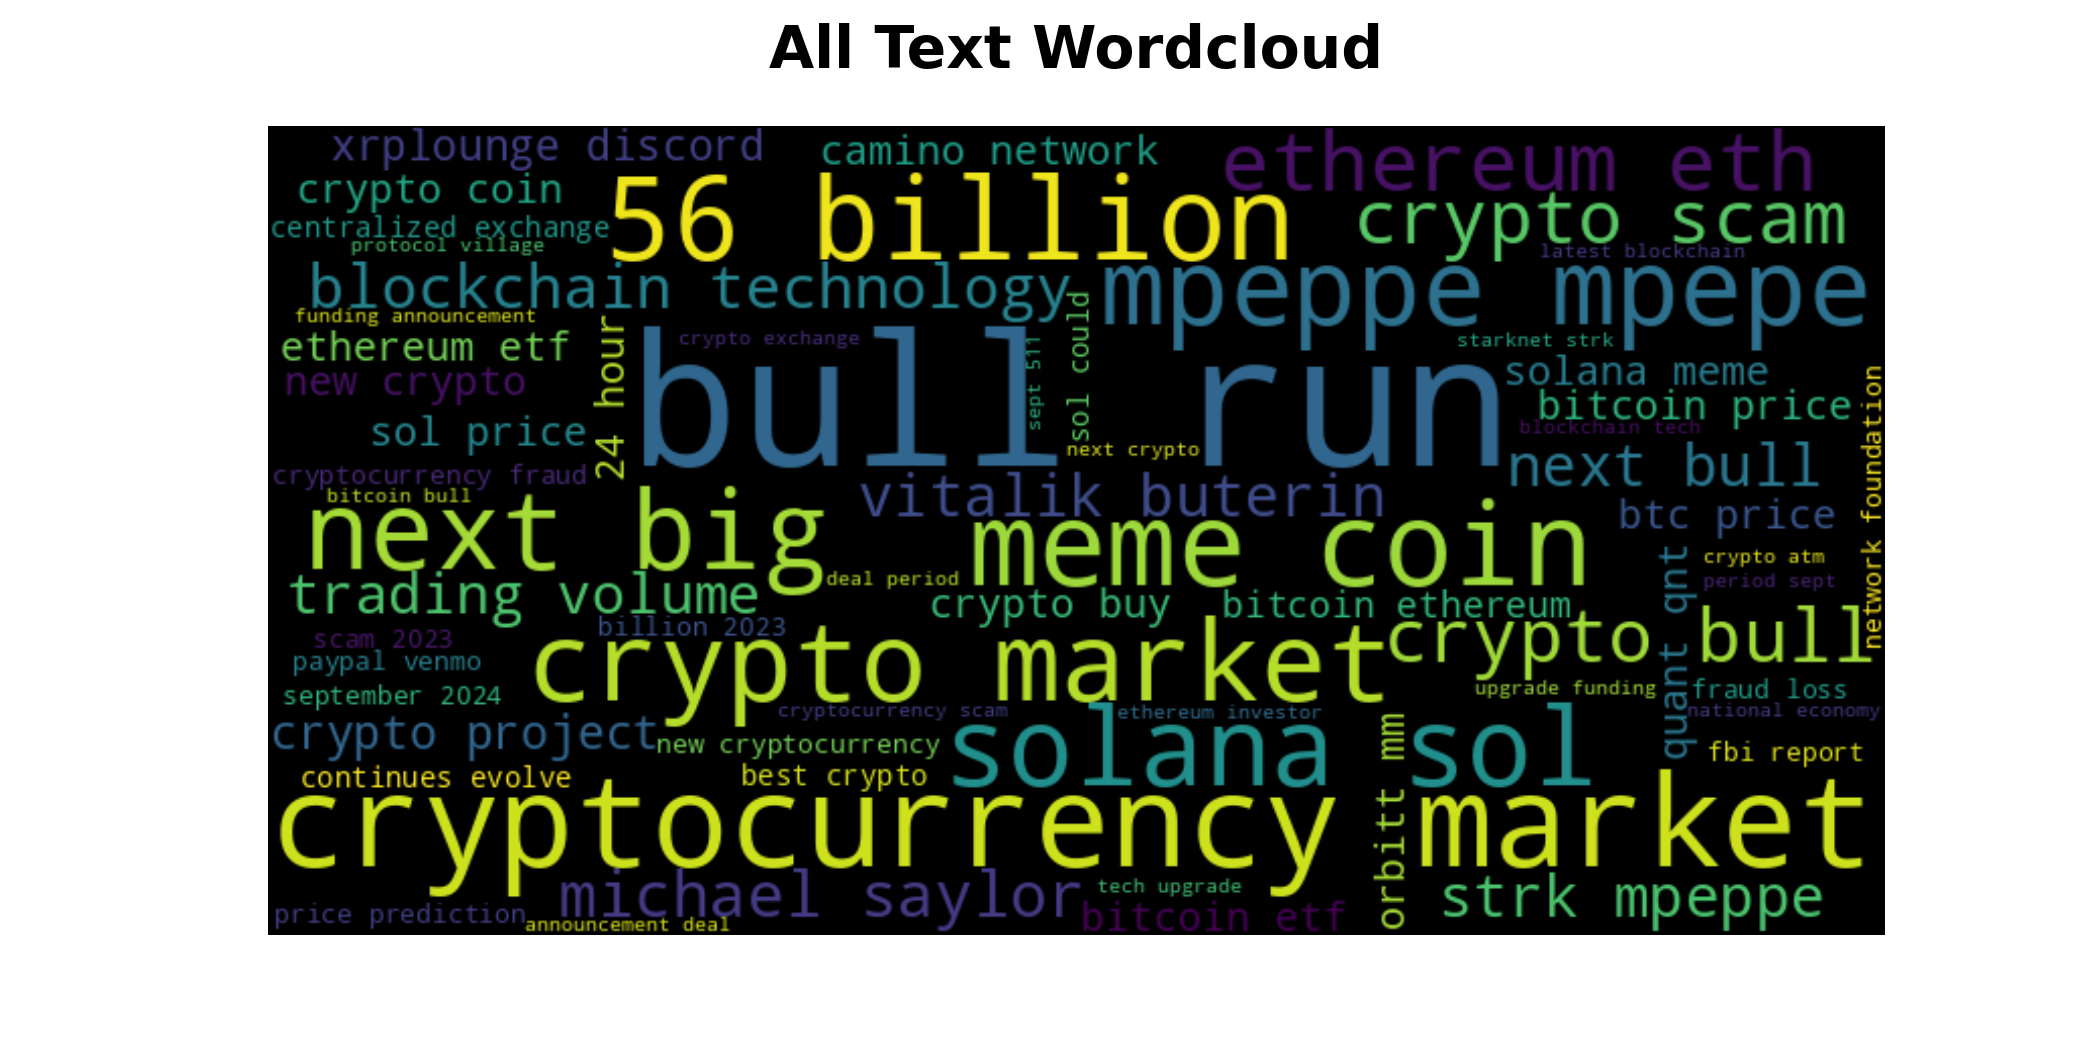 All Text Wordcloud
xrplounge discord
camino network
ethereum eth
crypto coin
56 billion
crypto scam
centralized exchange
protocol village
latest blockchain
blockchain technology
mpeppe mpepe
funding announcement
ethereum etf
24 hour
bull run
crypto exchange
sept 511
sol could
starknet strk
new crypto
solana meme
bitcoin price
sol price
blockchain tech
next crypto
network foundation
cryptocurrency fraud
next bull
bitcoin bull
vitalik buterin
next big
meme coin
btc price
crypto atm
deal period
period sept
quant qnt
trading volume
crypto buy
bitcoin ethereum
scam 2023
billion 2023
crypto market
crypto bull
paypal venmo
september 2024
upgrade funding
fraud loss
cryptocurrency scam
ethereum investor
national economy
crypto project
new cryptocurrency
solana sol
fbi report
continues evolve
best crypto
orbitt mm
cryptocurrency market
michael saylor
tech upgrade
strk mpeppe
price prediction
announcement deal
bitcoin etf